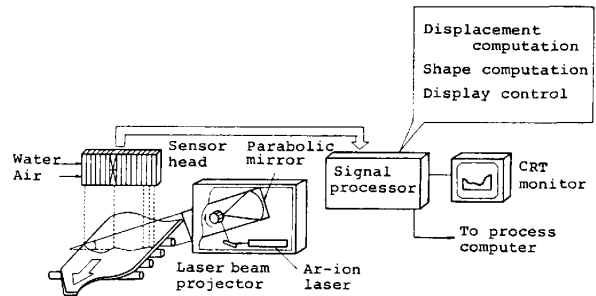 Displacement
computation
Shape computation
Display control
Sensor
head
Parabolic
mirror
Water
Air
Signal
processor
CRT
monitor
To process
computer
Laser beam
projector
Ar-ion
laser